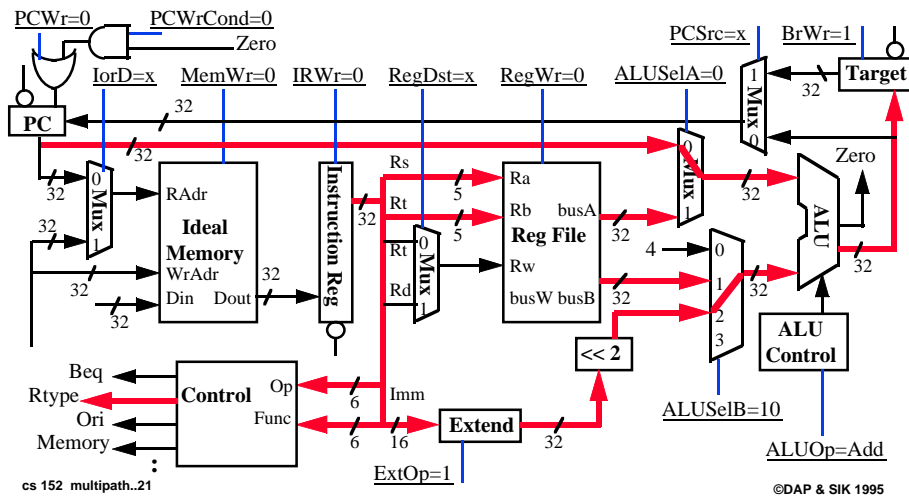 PCWr=0
PCWrCond=0
Zero
PCSrc=x
BrWr=1
IorD=x
MemWr=0
IRWr=0
RegDst=x
RegWr=0
ALUSelA=0
1
Mux
0
32
Target
32
PC
32
32
32
0
Mux
1
32
RAdr
Ideal
Memory
WrAdr
Din
Dout
32
32
32
Instruction Reg
32
Rs
Rt
Rt
Rd
5
5
0
Mux
1
Ra
Rb
busA
Reg File
Rw
busW
busB
32
32
0
Mux
1
32
4
0
1
2
3
32
Zero
ALU
32
ALU
Control
<< 2
Beq
Rtype
Ori
Memory
:
Control
Op
Func
6
6
Imm
16
Extend
32
ExtOp=1
ALUSelB=10
ALUOp=Add
cs 152 multipath..21
©DAP & SIK 1995